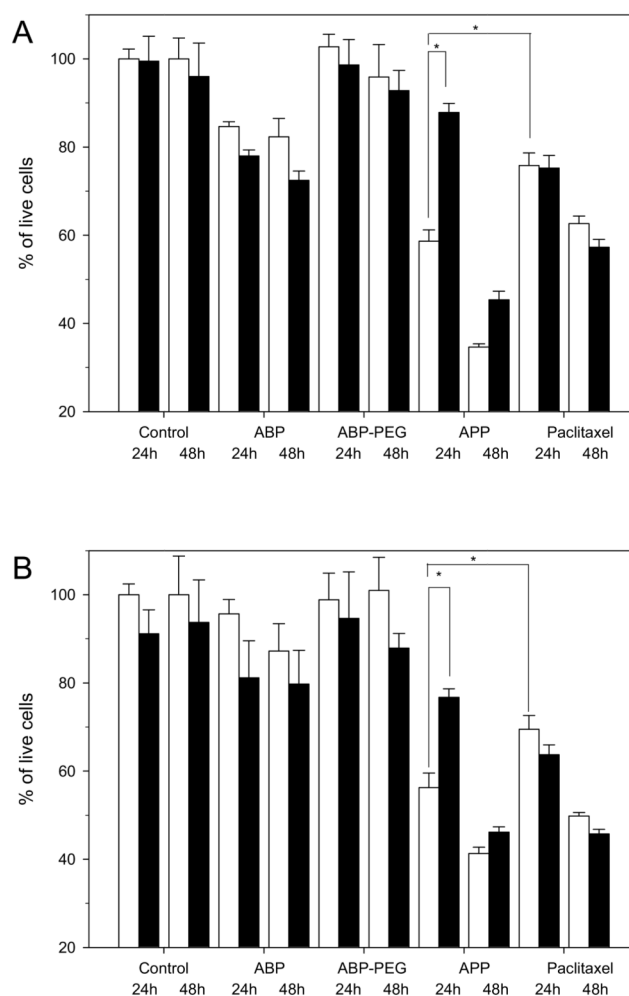 A
% of live cells
100
80
60
40
20
*
*
Control ABP ABP-PEG APP Paclitaxel
24h 48h 24h 48h 24h 48h 24h 48h 24h 48h
B
% of live cells
100
80
60
40
20
*
*
Control ABP ABP-PEG APP Paclitaxel
24h 48h 24h 48h 24h 48h 24h 48h 24h 48h